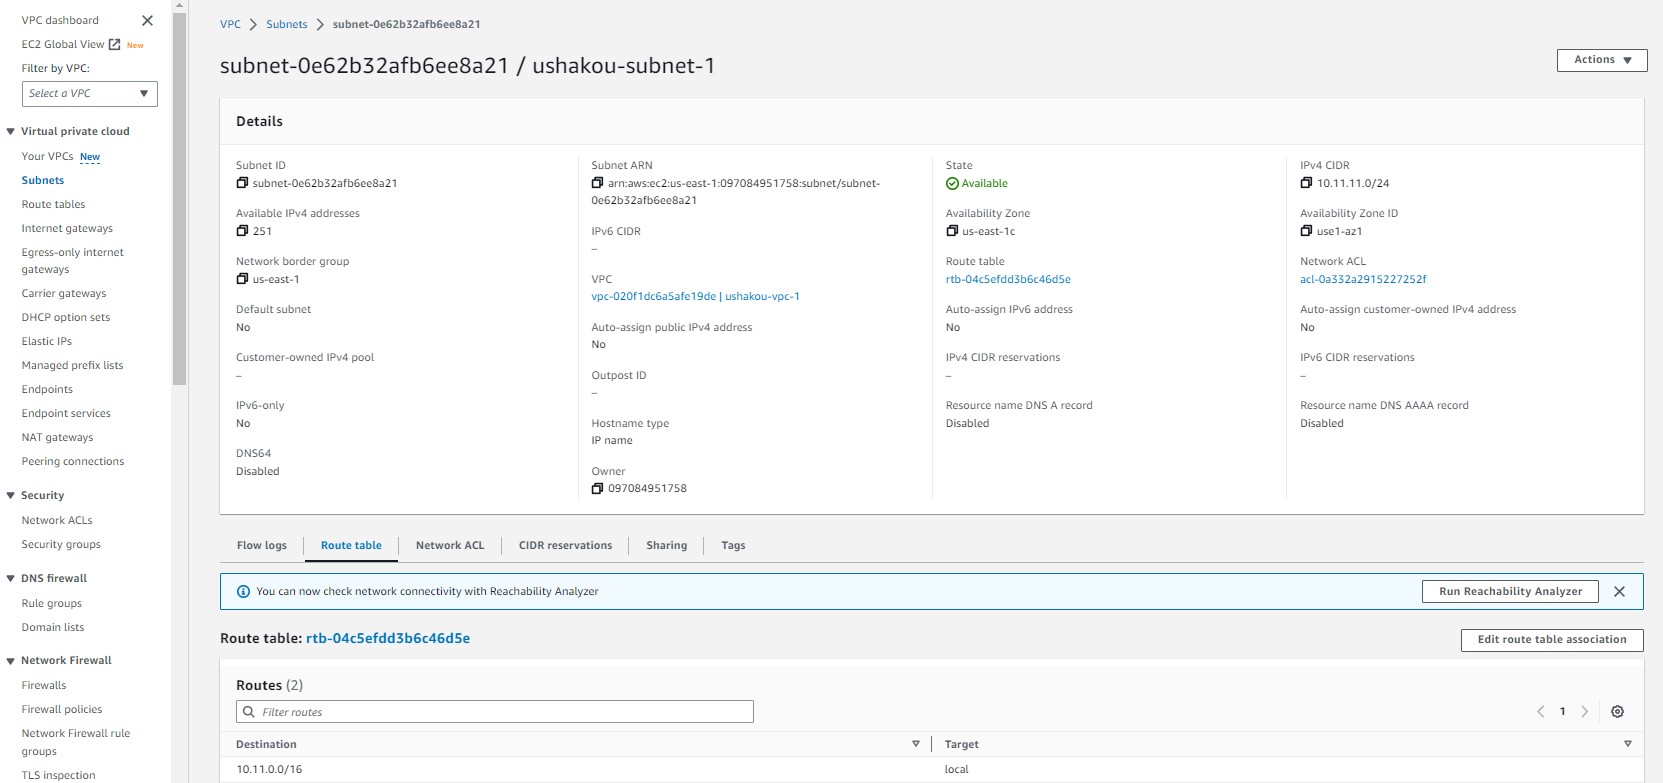 VPC dashboard
EC2 Global View New
Filter by VPC:
Select a VPC
Virtual private cloud
Your VPCs New
Subnets
Route tables
Internet gateways
Egress-only internet
gateways
Carrier gateways
DHCP option sets
Elastic IPs
Managed prefix lists
Endpoints
Endpoint services
NAT gateways
Peering connections
Security
Network ACLs
Security groups
DNS firewall
Rule groups
Domain lists
Network Firewall
Firewalls
Firewall policies
Network Firewall rule
groups
TLS inspection
VPC > Subnets > subnet-0e62b32afb6ee8a21
subnet-0e62b32afb6ee8a21 / ushakou-subnet-1
Actions
Details
Subnet ID
subnet-0e62b32afb6ee8a21
Available IPv4 addresses
251
Network border group
us-east-1
Default subnet
No
Customer-owned IPv4 pool
–
IPv6-only
No
DNS64
Disabled
Subnet ARN
arn:aws:ec2:us-east-1:097084951758:subnet/subnet-
0e62b32afb6ee8a21
IPv6 CIDR
–
VPC
vpc-020f1dc6a5afe19de | ushakou-vpc-1
Auto-assign public IPv4 address
No
Outpost ID
–
Hostname type
IP name
Owner
097084951758
State
Available
Availability Zone
us-east-1c
Route table
rtb-04c5efdd3b6c46d5e
Auto-assign IPv6 address
No
IPv4 CIDR reservations
–
Resource name DNS A record
Disabled
IPv4 CIDR
10.11.11.0/24
Availability Zone ID
use1-az1
Network ACL
acl-0a332a2915227252f
Auto-assign customer-owned IPv4 address
No
IPv6 CIDR reservations
–
Resource name DNS AAAA record
Disabled
Flow logs
Route table
Network ACL
CIDR reservations
Sharing
Tags
You can now check network connectivity with Reachability Analyzer
Run Reachability Analyzer
Route table: rtb-04c5efdd3b6c46d5e
Edit route table association
Routes (2)
Filter routes
1
Destination
Target
10.11.0.0/16
local